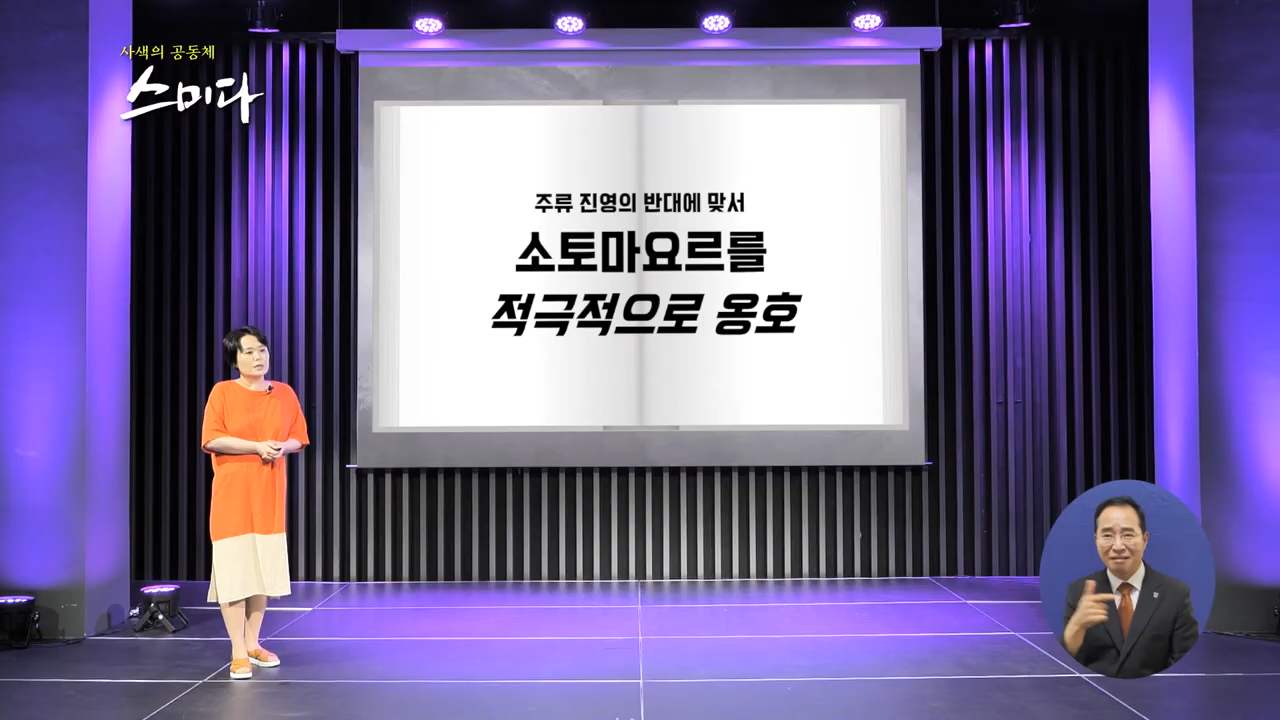 사색의 공동체
스미다
주류 진영의 반대에 맞서
소토마요르를
적극적으로 옹호